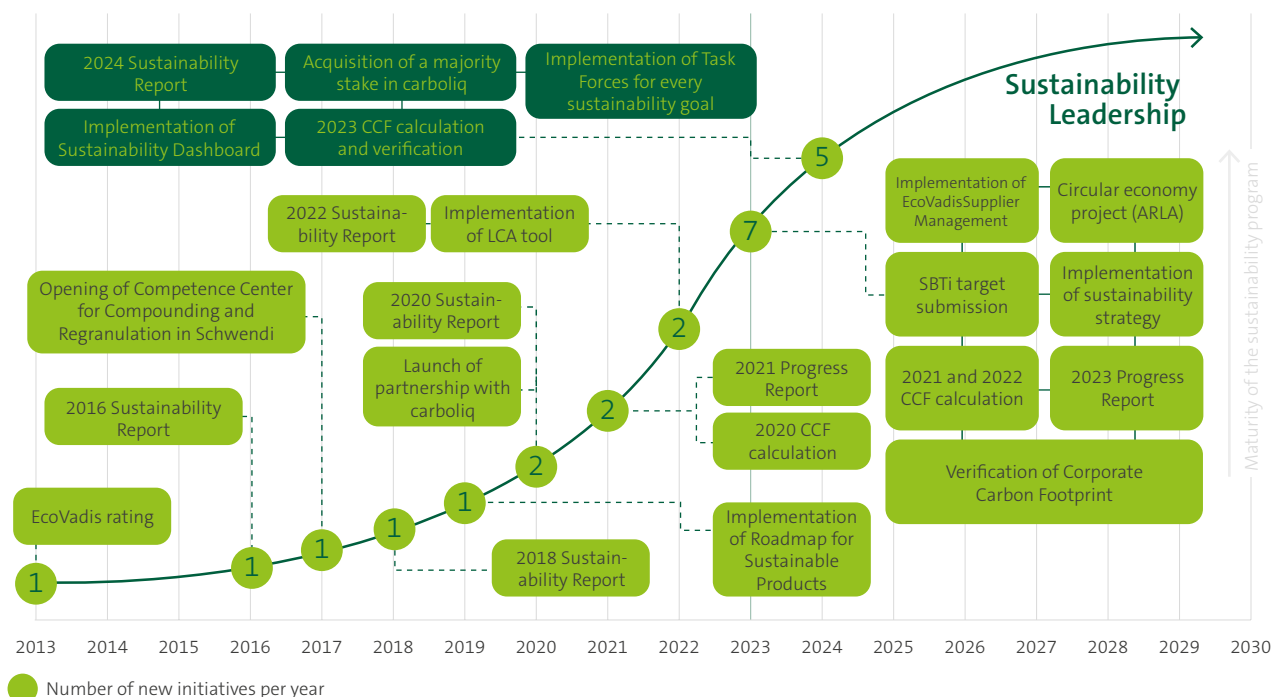 2024 Sustainability
Report
Acquisition of a majority
stake in carboliq
Implementation of Task
Forces for every
sustainability goal
Implementation of
Sustainability Dashboard
2023 CCF calculation
and verification
Sustainability
Leadership
5
2022 Sustaina-
bility Report
Implementation
of LCA tool
7
Implementation of
EcoVadisSupplier
Management
Circular economy
project (ARLA)
SBTi target
submission
Implementation
of sustainability
strategy
2021 and 2022
CCF calculation
2023 Progress
Report
Verification of Corporate
Carbon Footprint
Maturity of the sustainability program
Opening of Competence Center
for Compounding and
Regranulation in Schwendi
2020 Sustain-
ability Report
Launch of
partnership with
carboliq
2
2016 Sustainability
Report
2
2021 Progress
Report
2020 CCF
calculation
2
EcoVadis rating
1
1
1
1
1
2018 Sustain-
ability Report
Implementation
of Roadmap for
Sustainable
Products
2013 2014 2015 2016 2017 2018 2019 2020 2021 2022 2023 2024 2025 2026 2027 2028 2029 2030
Number of new initiatives per year